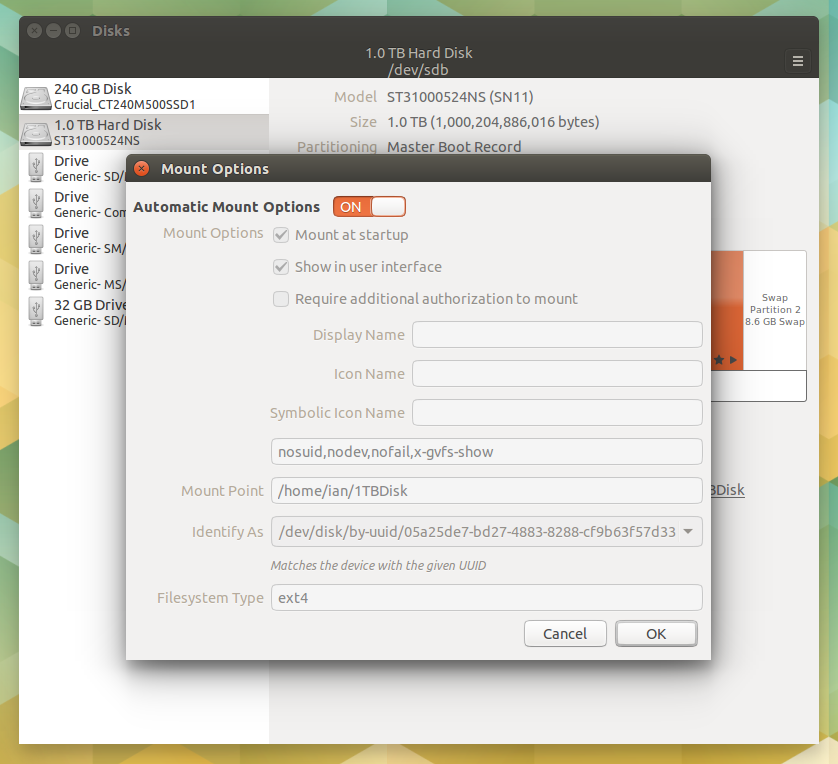 Disks
1.0 TB Hard Disk
/dev/sdb
240 GB Disk
Crucial_CT240M500SSD1
1.0 TB Hard Disk
ST31000524NS
Drive
Generic- SD/
Drive
Generic- Com
Drive
Generic- SM/
Drive
Generic- MS/
32 GB Drive
Generic- SD/
Model ST31000524NS (SN11)
Size 1.0 TB (1,000,204,886,016 bytes)
Partitioning Master Boot Record
Swap
Partition 2
8.6 GB Swap
BDisk
Mount Options
Automatic Mount Options ON
Mount Options Mount at startup
Show in user interface
Require additional authorization to mount
Display Name
Icon Name
Symbolic Icon Name
nosuid,nodev,nofail,x-gvfs-show
Mount Point /home/ian/1TBDisk
Identify As /dev/disk/by-uuid/05a25de7-bd27-4883-8288-cf9b63f57d33
Matches the device with the given UUID
Filesystem Type ext4
Cancel OK